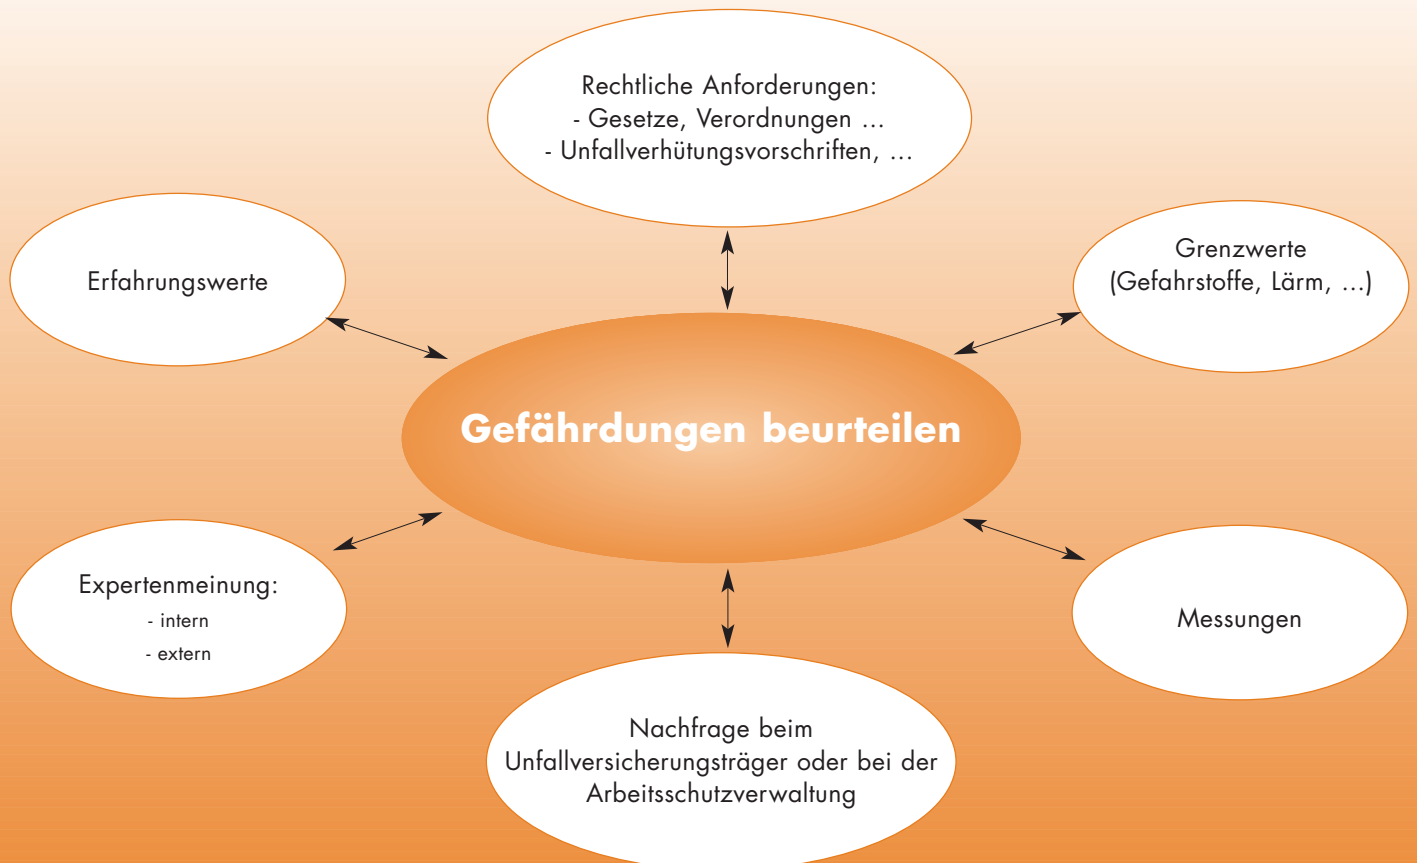 Rechtliche Anforderungen:
- Gesetze, Verordnungen ...
- Unfallverhütungsvorschriften, ...
Erfahrungswerte
Grenzwerte
(Gefahrstoffe, Lärm, ...)
Gefährdungen beurteilen
Expertenmeinung:
- intern
- extern
Messungen
Nachfrage beim
Unfallversicherungsträger oder bei der
Arbeitsschutzverwaltung